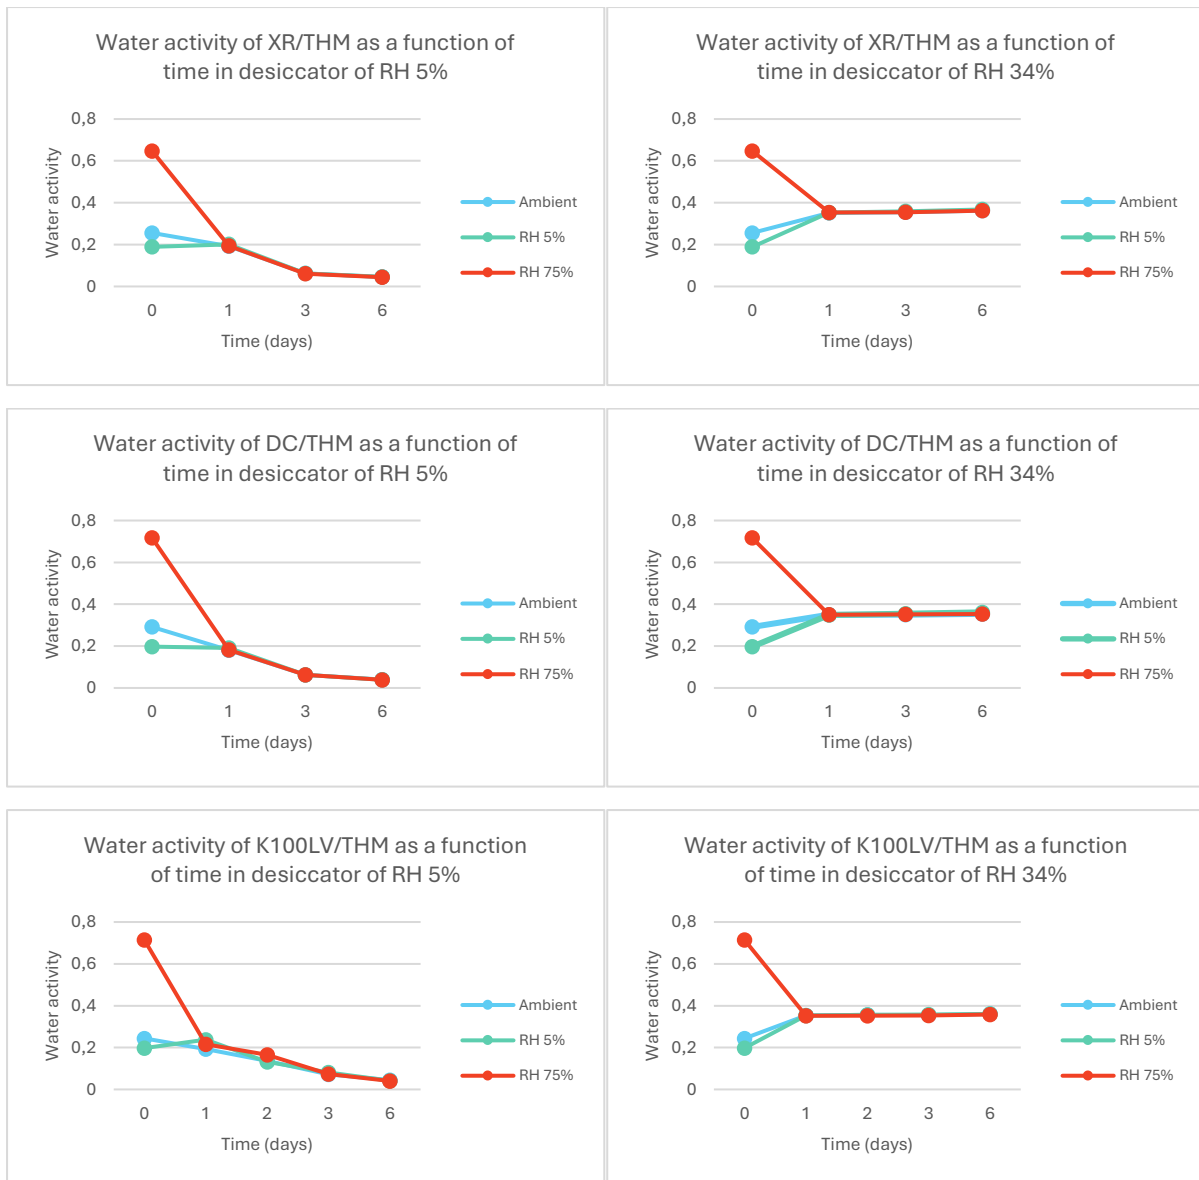 Water activity of XR/THM as a function of
time in desiccator of RH 5%
0,8
0,6
0,4
0,2
0
Water activity
0 1 3 6
Time (days)
Ambient
RH 5%
RH 75%
Water activity of XR/THM as a function of
time in desiccator of RH 34%
0,8
0,6
0,4
0,2
0
Water activity
0 1 3 6
Time (days)
Ambient
RH 5%
RH 75%
Water activity of DC/THM as a function of
time in desiccator of RH 5%
0,8
0,6
0,4
0,2
0
Water activity
0 1 3 6
Time (days)
Ambient
RH 5%
RH 75%
Water activity of DC/THM as a function of
time in desiccator of RH 34%
0,8
0,6
0,4
0,2
0
Water activity
0 1 3 6
Time (days)
Ambient
RH 5%
RH 75%
Water activity of K100LV/THM as a function
of time in desiccator of RH 5%
0,8
0,6
0,4
0,2
0
Water activity
0 1 2 3 6
Time (days)
Ambient
RH 5%
RH 75%
Water activity of K100LV/THM as a function
of time in desiccator of RH 34%
0,8
0,6
0,4
0,2
0
Water activity
0 1 2 3 6
Time (days)
Ambient
RH 5%
RH 75%